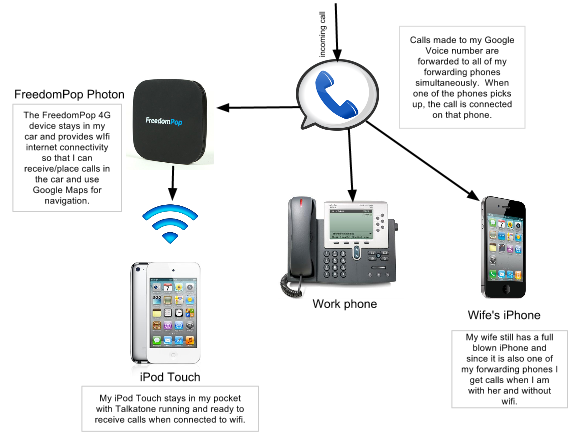 incoming call
Calls made to my Google
Voice number are
forwarded to all of my
forwarding phones
simultaneously. When
one of the phones picks
up, the call is connected
on that phone.
FreedomPop Photon
The FreedomPop 4G
device stays in my
car and provides wIfi
internet connectivity
so that I can
receive/place calls in
the car and use
Google Maps for
navigation.
FreedomPop
Work phone
Wife's iPhone
My wife still has a full
blown iPhone and
since it is also one of
my forwarding phones I
get calls when I am
with her and without
wifi.
iPod Touch
My iPod Touch stays in my pocket
with Talkatone running and ready to
receive calls when connected to wifi.